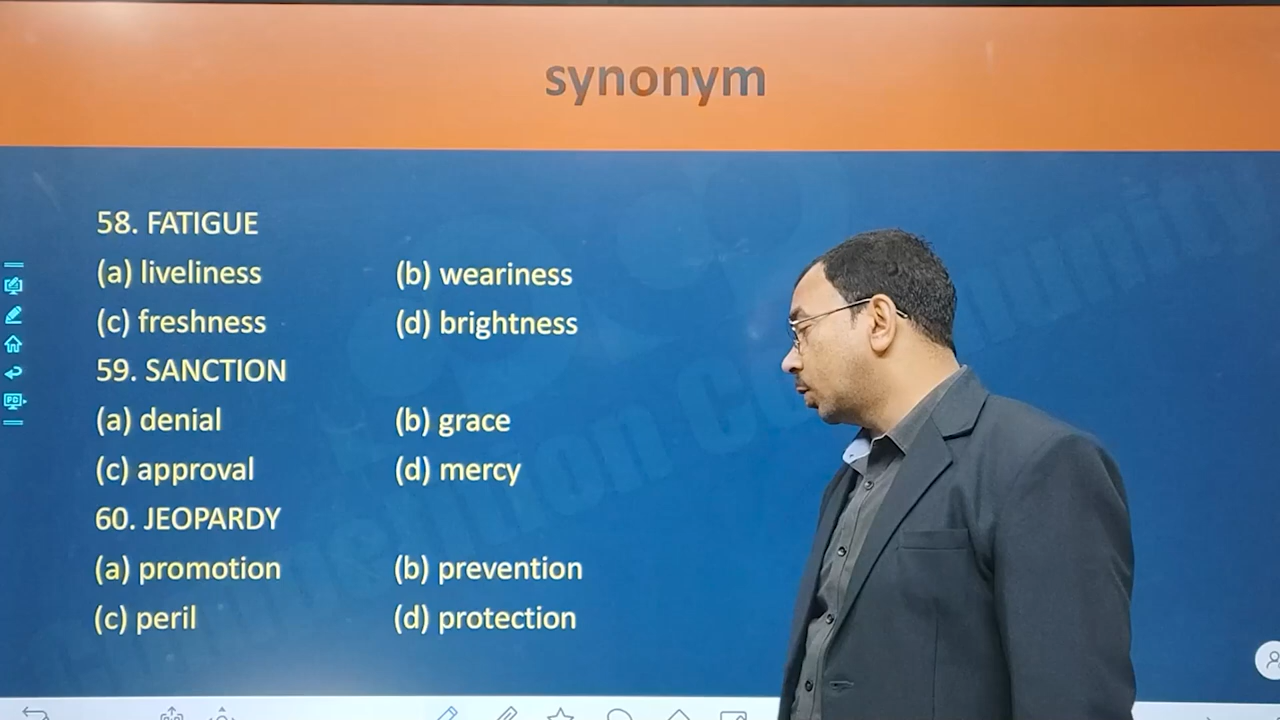 synonym
58. FATIGUE
(a) liveliness (b) weariness
(c) freshness (d) brightness
59. SANCTION
(a) denial (b) grace
(c) approval (d) mercy
60. JEOPARDY
(a) promotion (b) prevention
(c) peril (d) protection